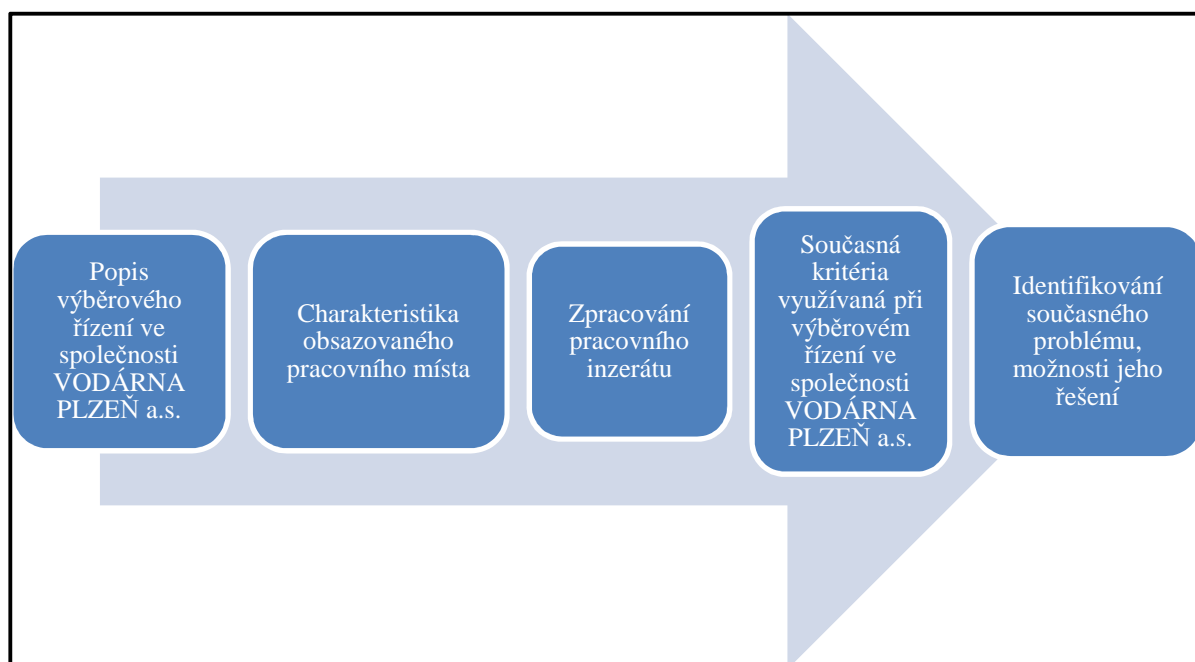 Popis
výběrového
řízení ve
společnosti
VODÁRNA
PLZEŇ a.s.
Charakteristika
obsazovaného
pracovního místa
Zpracování
pracovního
inzerátu
Současná
kritéria
využívaná při
výběrovém
řízení ve
společnosti
VODÁRNA
PLZEŇ a.s.
Identifikování
současného
problému,
možnosti jeho
řešení